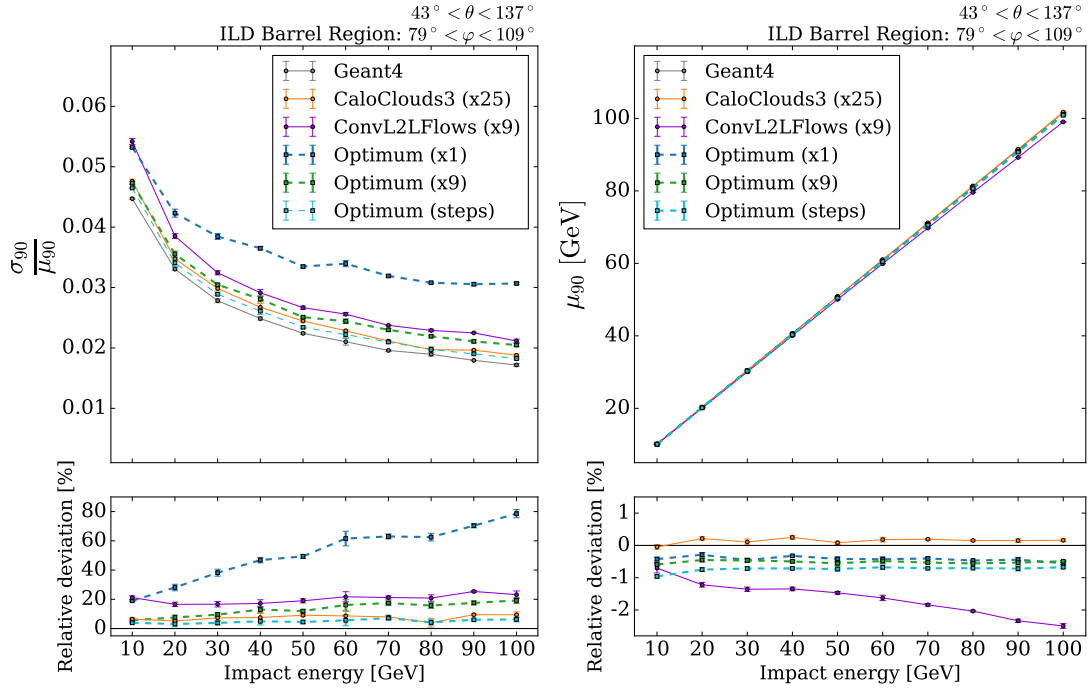 43° < θ < 137°
ILD Barrel Region: 79° < φ < 109°
Geant4
CaloClouds3 (x25)
ConvL2LFlows (x9)
Optimum (x1)
Optimum (x9)
Optimum (steps)
σ90
μ90
0.06
0.05
0.04
0.03
0.02
0.01
Relative deviation [%]
80
60
40
20
0
10 20 30 40 50 60 70 80 90 100
Impact energy [GeV]
43° < θ < 137°
ILD Barrel Region: 79° < φ < 109°
Geant4
CaloClouds3 (x25)
ConvL2LFlows (x9)
Optimum (x1)
Optimum (x9)
Optimum (steps)
μ90 [GeV]
100
80
60
40
20
Relative deviation [%]
1
0
-1
-2
10 20 30 40 50 60 70 80 90 100
Impact energy [GeV]